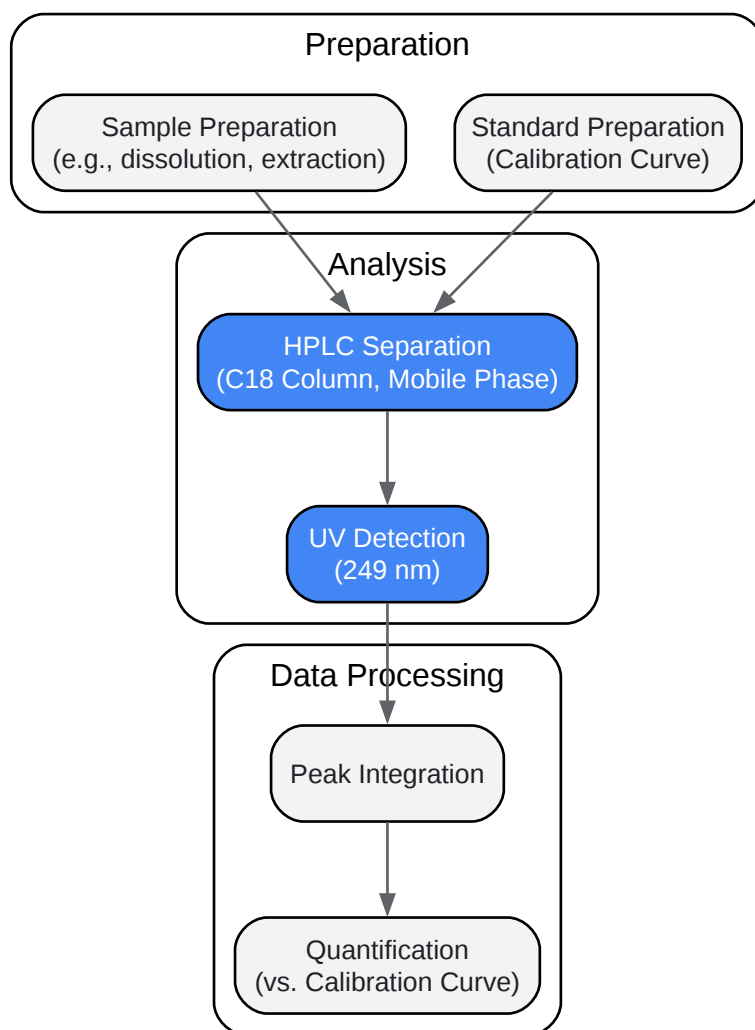 Preparation
Sample Preparation
(e.g., dissolution, extraction)
Standard Preparation
(Calibration Curve)
Analysis
HPLC Separation
(C18 Column, Mobile Phase)
UV Detection
(249 nm)
Data Processing
Peak Integration
Quantification
(vs. Calibration Curve)